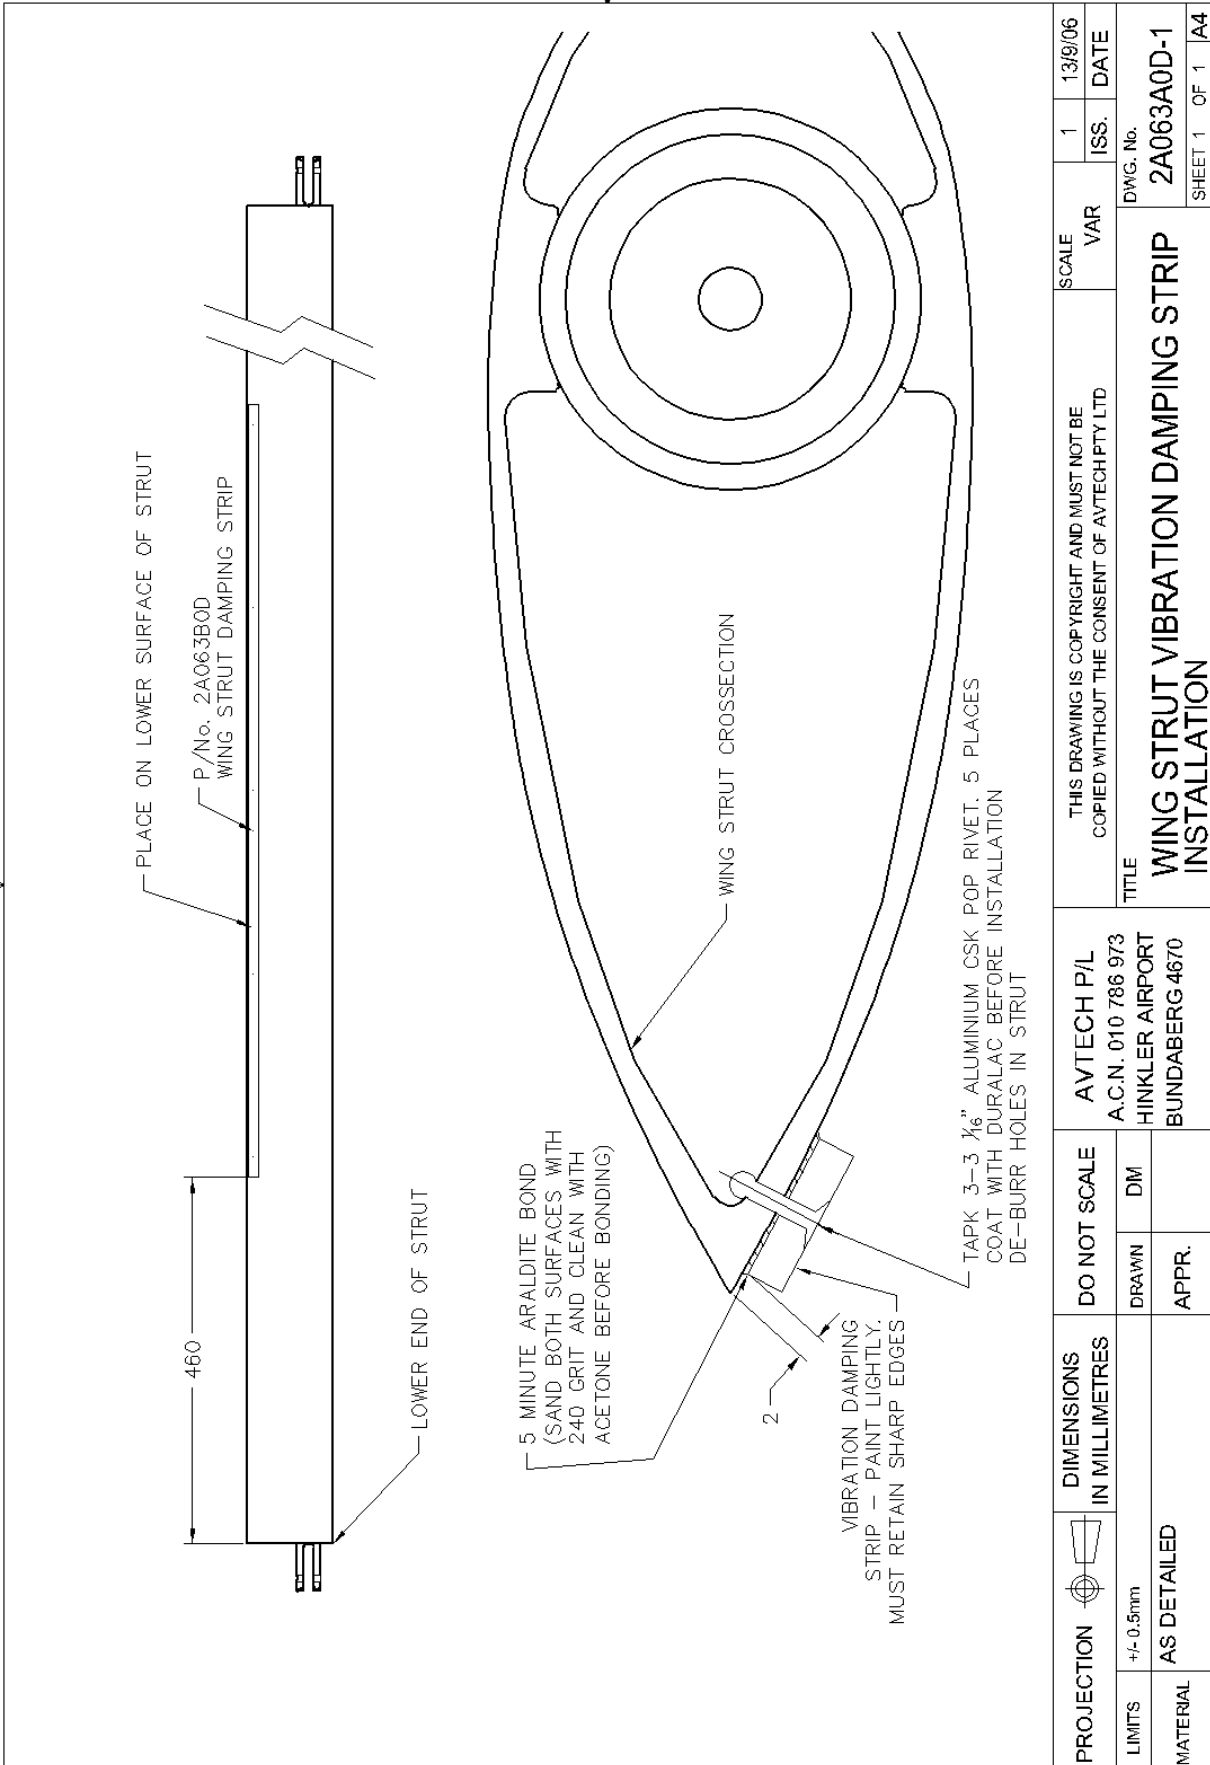 PLACE ON LOWER SURFACE OF STRUT
P/No. 2A063B0D
WING STRUT DAMPING STRIP
460
LOWER END OF STRUT
5 MINUTE ARALDITE BOND
(SAND BOTH SURFACES WITH
240 GRIT AND CLEAN WITH
ACETONE BEFORE BONDING)
WING STRUT CROSSECTION
2
VIBRATION DAMPING
STRIP – PAINT LIGHTLY.
MUST RETAIN SHARP EDGES
TAPK 3–3 1/16" ALUMINIUM CSK POP RIVET. 5 PLACES
COAT WITH DURALAC BEFORE INSTALLATION
DE–BURR HOLES IN STRUT
PROJECTION
DIMENSIONS
IN MILLIMETRES
DO NOT SCALE
AVTECH P/L
A.C.N. 010 786 973
HINKLER AIRPORT
BUNDABERG 4670
THIS DRAWING IS COPYRIGHT AND MUST NOT BE
COPIED WITHOUT THE CONSENT OF AVTECH PTY LTD
SCALE
VAR
1
13/9/06
ISS.
DATE
LIMITS
+/- 0.5mm
DRAWN
DM
MATERIAL
AS DETAILED
APPR.
TITLE
WING STRUT VIBRATION DAMPING STRIP
INSTALLATION
DWG. No.
2A063A0D-1
SHEET 1 OF 1
A4